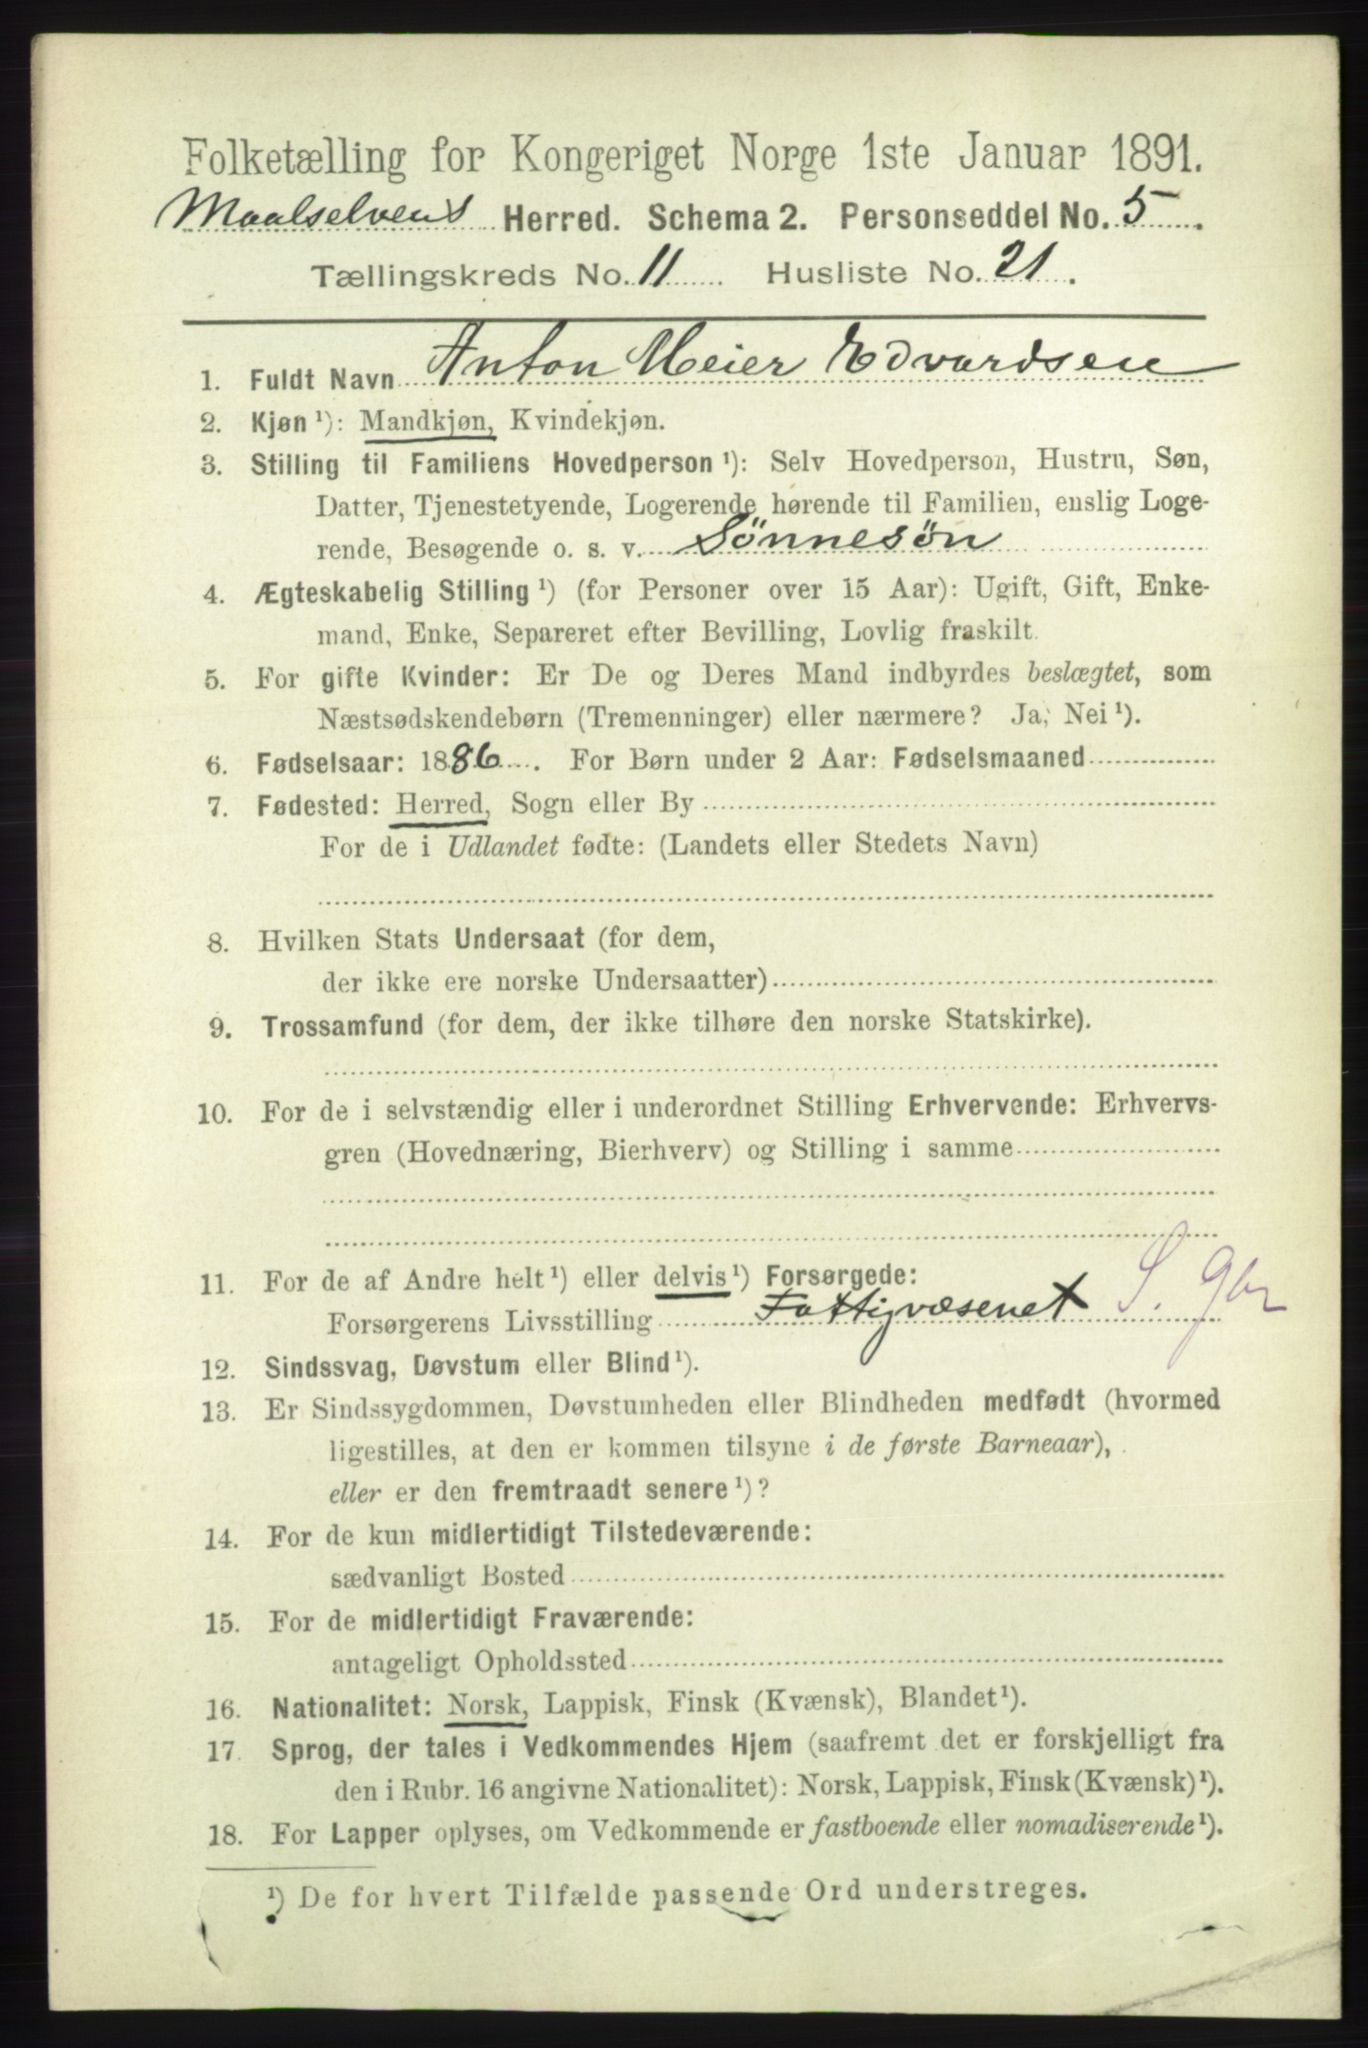 Folketælling for Kongeriget Norge 1ste Januar 1891.
Maalselvens Herred. Schema 2. Personseddel No. 5.
Tællingskreds No. 11 Husliste No. 21.
1. Fuldt Navn Anton Meier Edvardsen
2. Kjøn ¹): Mandkjøn, Kvindekjøn.
3. Stilling til Familiens Hovedperson ¹): Selv Hovedperson, Hustru, Søn,
Datter, Tjenestetyende, Logerende hørende til Familien, enslig Loge-
rende, Besøgende o. s. v. Sønnesøn
4. Ægteskabelig Stilling ¹) (for Personer over 15 Aar): Ugift, Gift, Enke-
mand, Enke, Separeret efter Bevilling, Lovlig fraskilt.
5. For gifte Kvinder: Er De og Deres Mand indbyrdes beslægtet, som
Næstsødskendebørn (Tremenninger) eller nærmere? Ja, Nei ¹).
6. Fødselsaar: 1886. For Børn under 2 Aar: Fødselsmaaned
7. Fødested: Herred, Sogn eller By
For de i Udlandet fødte: (Landets eller Stedets Navn)
8. Hvilken Stats Undersaat (for dem,
der ikke ere norske Undersaatter)
9. Trossamfund (for dem, der ikke tilhøre den norske Statskirke).
10. For de i selvstændig eller i underordnet Stilling Erhvervende: Erhvervs-
gren (Hovednæring, Bierhverv) og Stilling i samme
11. For de af Andre helt ¹) eller delvis ¹) Forsørgede:
Forsørgerens Livsstilling Fattigvæsenet S.
12. Sindssvag, Døvstum eller Blind ¹).
13. Er Sindssygdommen, Døvstumheden eller Blindheden medfødt (hvormed
ligestilles, at den er kommen tilsyne i de første Barneaar),
eller er den fremtraadt senere ¹)?
14. For de kun midlertidigt Tilstedeværende:
sædvanligt Bosted
15. For de midlertidigt Fraværende:
antageligt Opholdssted
16. Nationalitet: Norsk, Lappisk, Finsk (Kvænsk), Blandet ¹).
17. Sprog, der tales i Vedkommendes Hjem (saafremt det er forskjelligt fra
den i Rubr. 16 angivne Nationalitet): Norsk, Lappisk, Finsk (Kvænsk) ¹).
18. For Lapper oplyses, om Vedkommende er fastboende eller nomadiserende ¹).
¹) De for hvert Tilfælde passende Ord understreges.